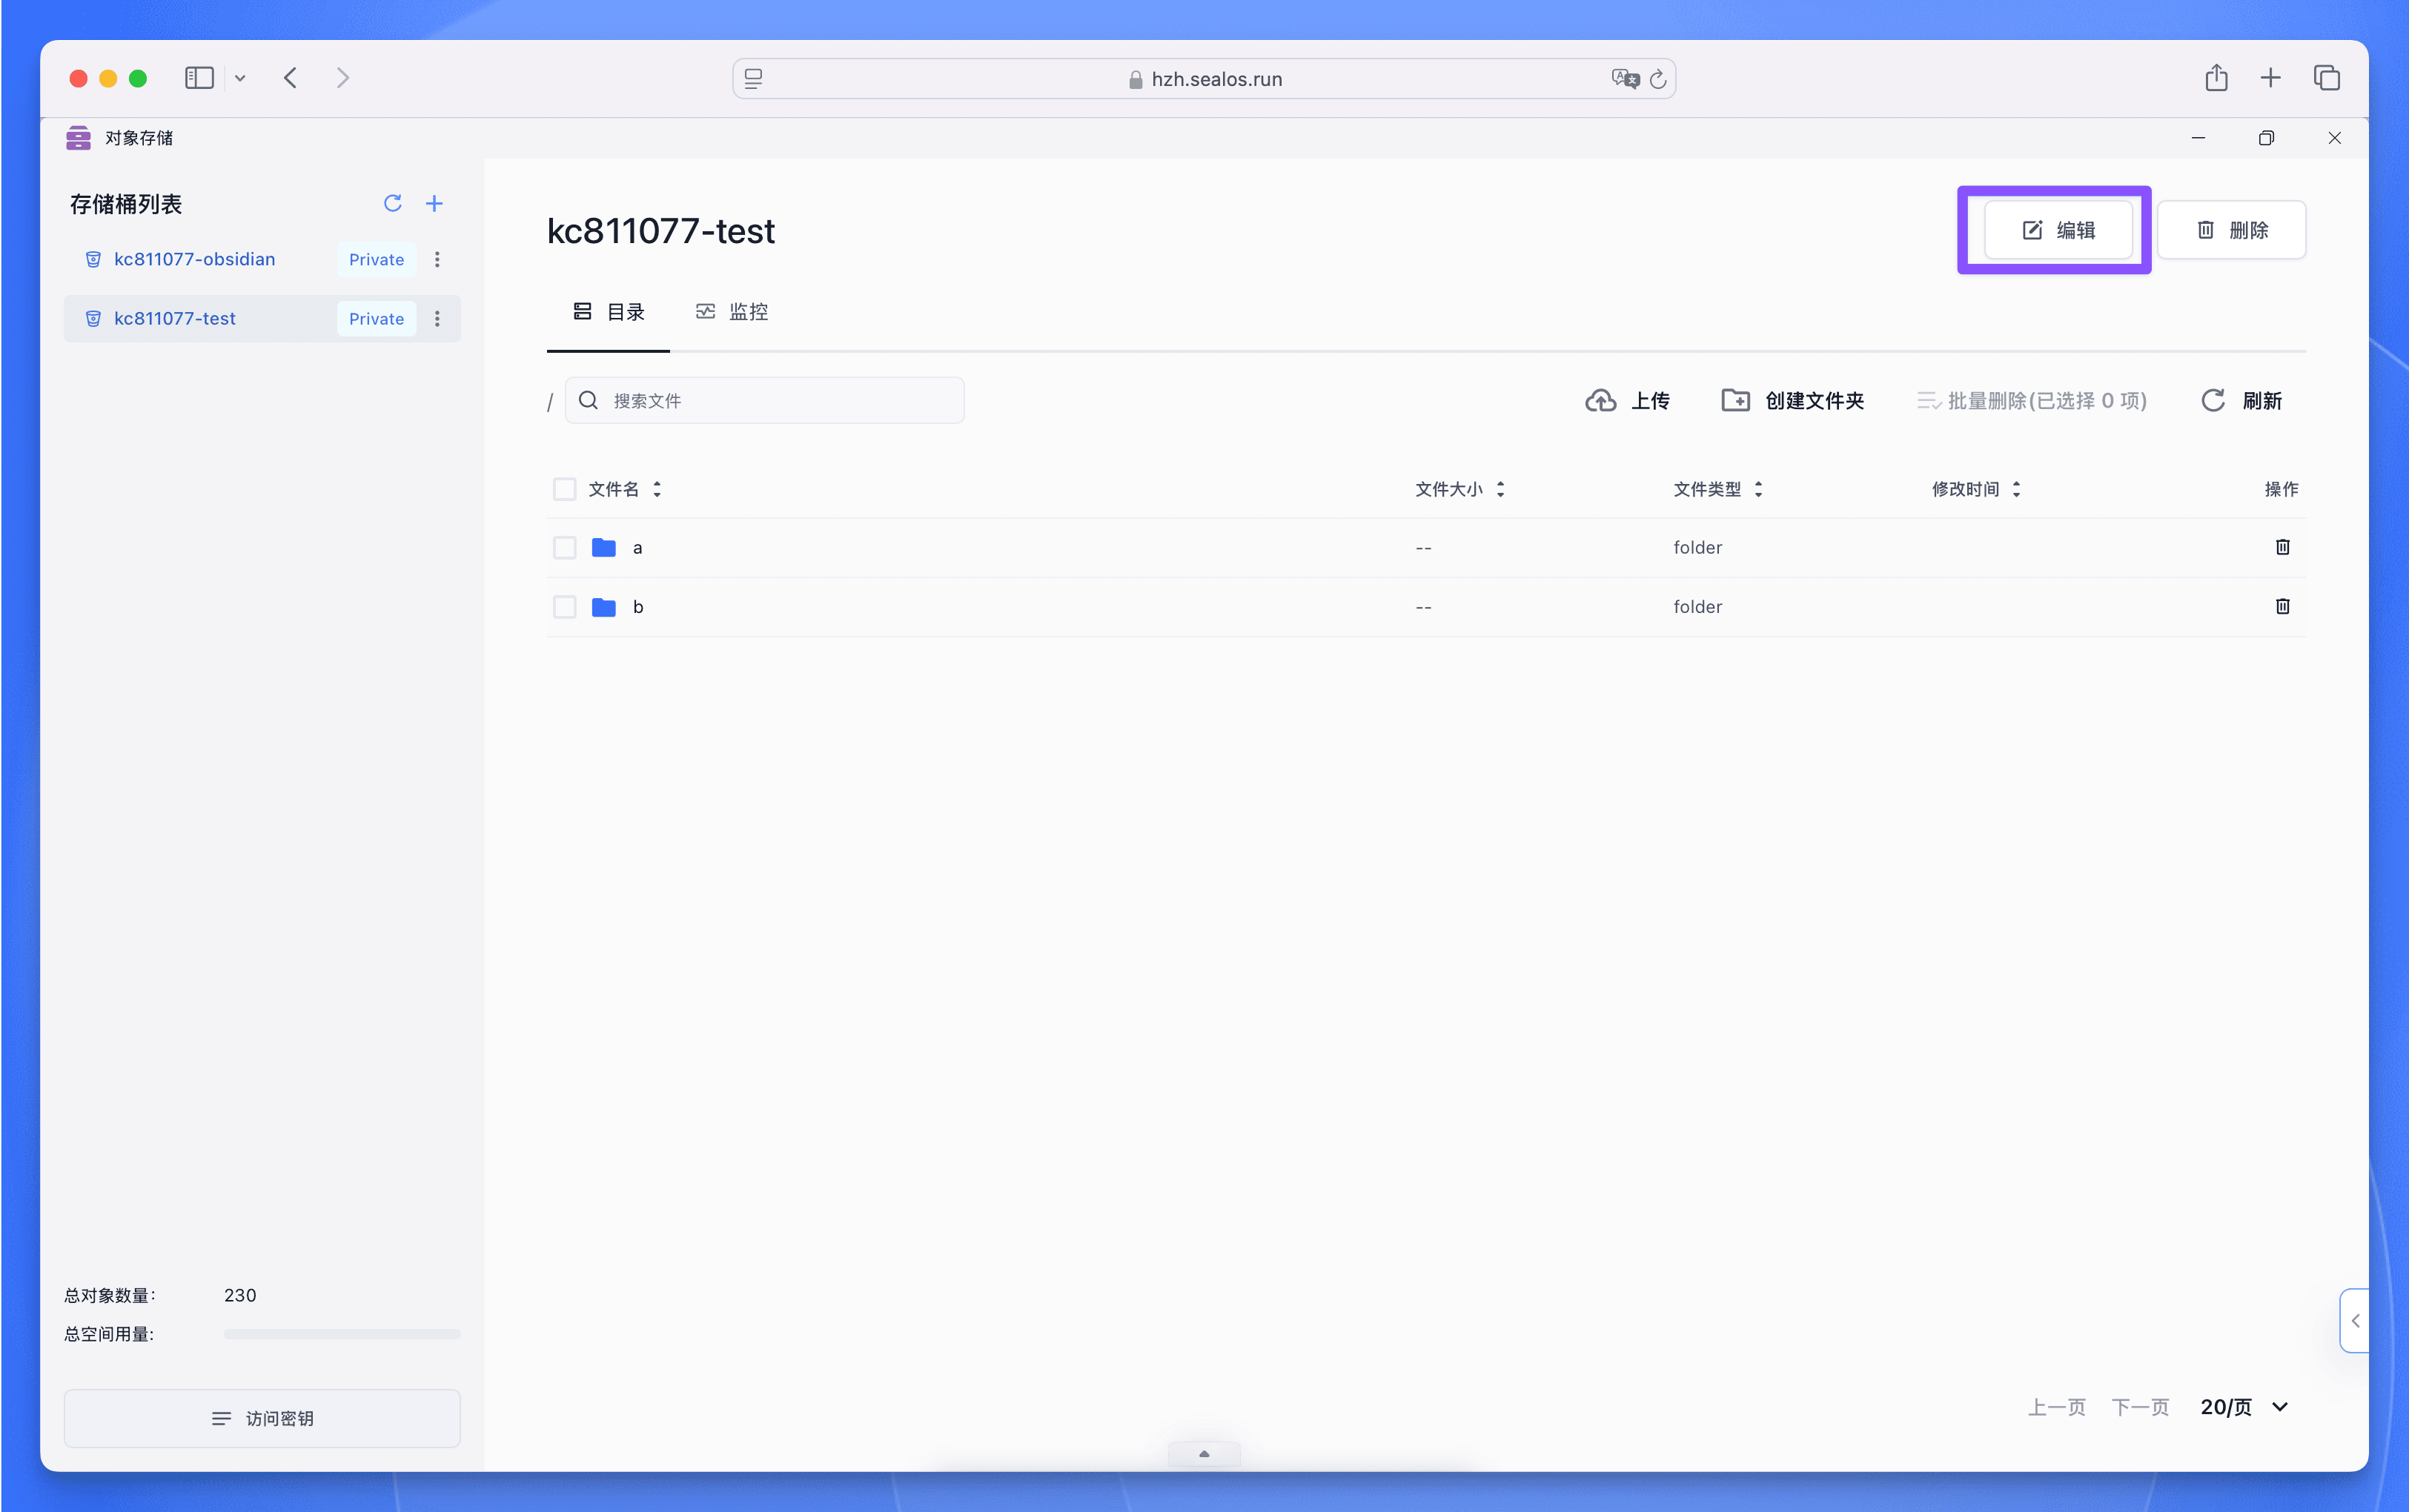 hzh.sealos.run
对象存储
存储桶列表
kc811077-obsidian Private
kc811077-test Private
总对象数量: 230
总空间用量:
访问密钥
kc811077-test
编辑 删除
目录 监控
/ 搜索文件 上传 创建文件夹 批量删除(已选择 0 项) 刷新
文件名 文件大小 文件类型 修改时间 操作
a -- folder
b -- folder
上一页 下一页 20/页